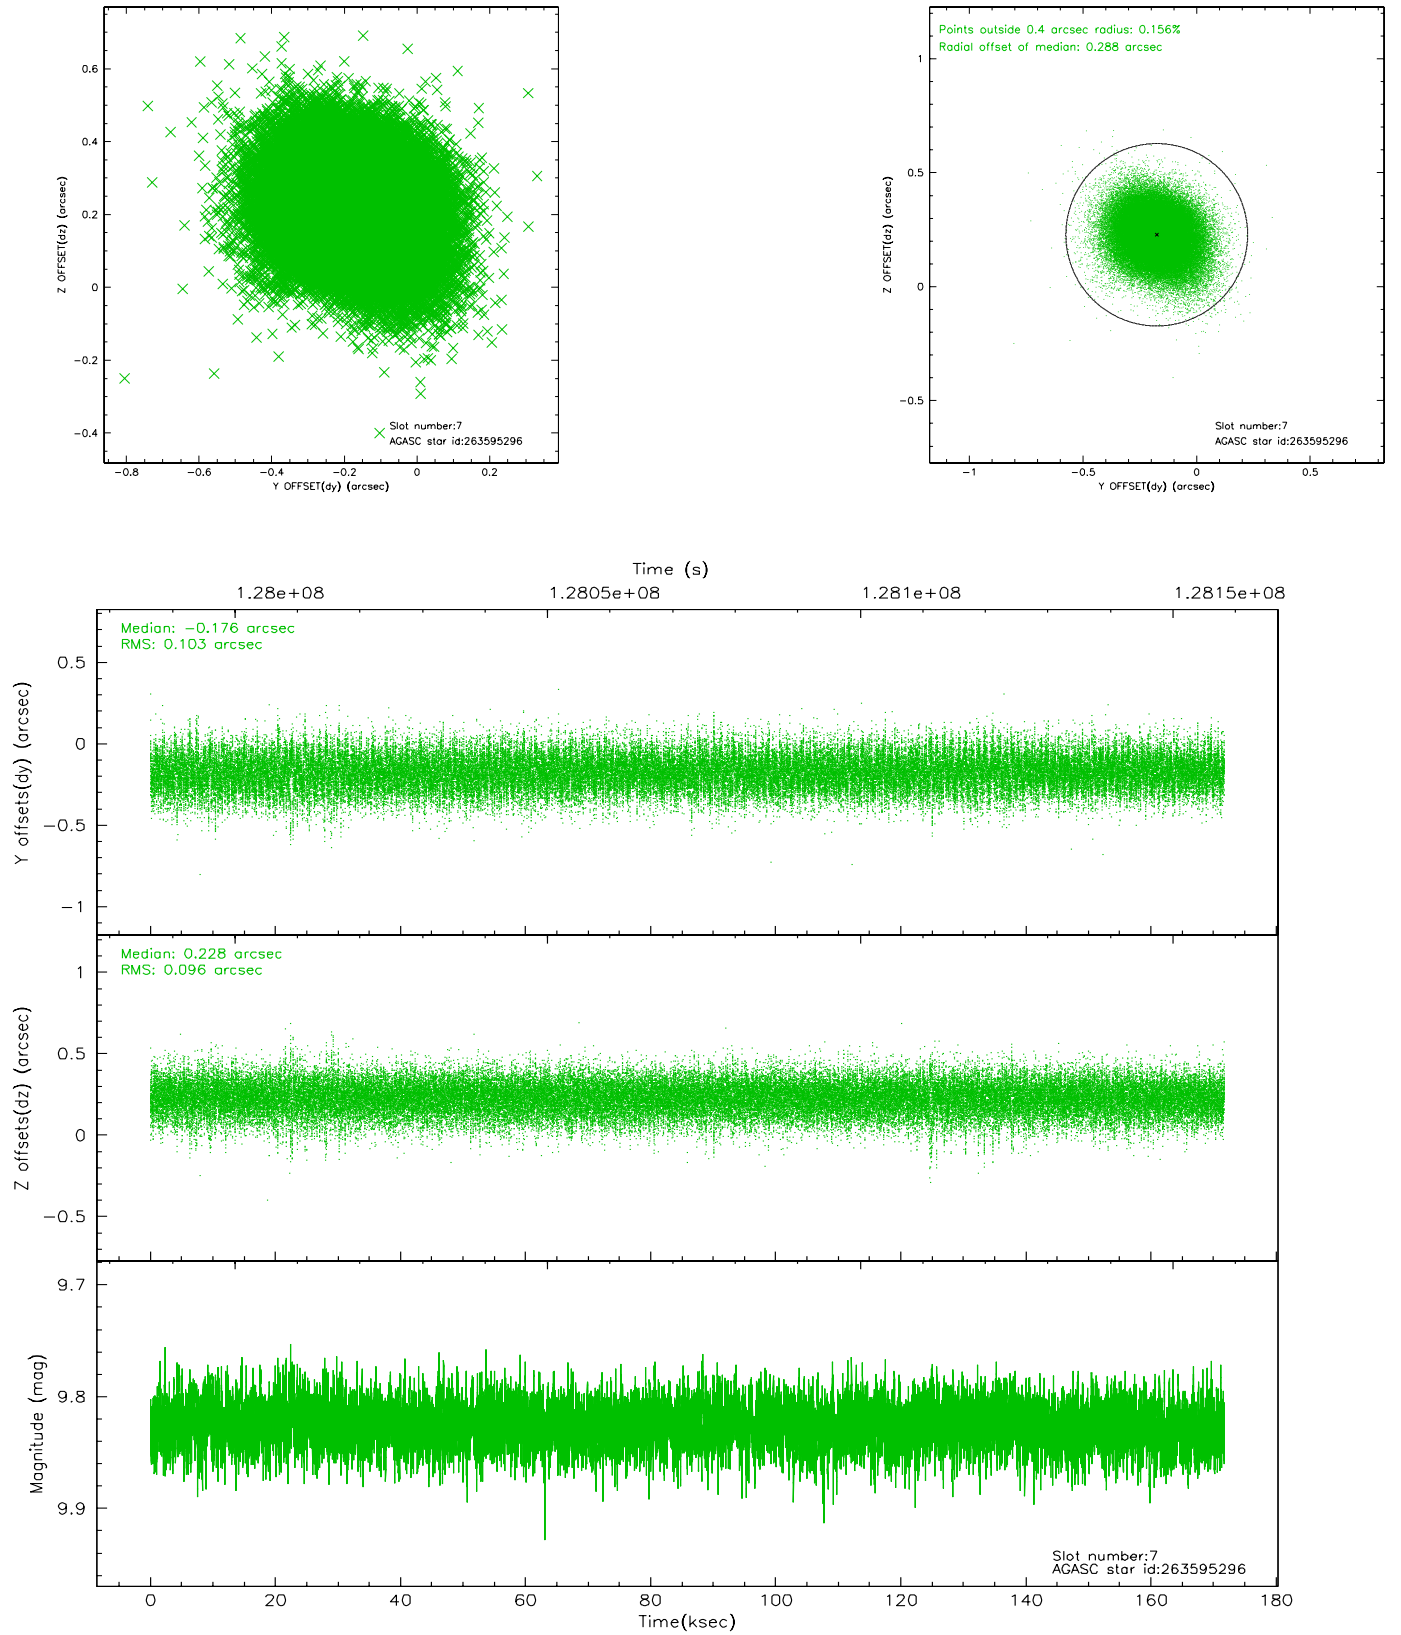 0.6
0.4
0.2
0
−0.2
−0.4
Z OFFSET(dz) (arcsec)
Slot number:7
AGASC star id:263595296
−0.8 −0.6 −0.4 −0.2 0 0.2
Y OFFSET(dy) (arcsec)
Points outside 0.4 arcsec radius: 0.156%
Radial offset of median: 0.288 arcsec
1
0.5
0
−0.5
Z OFFSET(dz) (arcsec)
Slot number:7
AGASC star id:263595296
−1 −0.5 0 0.5
Y OFFSET(dy) (arcsec)
Time (s)
1.28e+08 1.2805e+08 1.281e+08 1.2815e+08
Median: −0.176 arcsec
RMS: 0.103 arcsec
0.5
0
−0.5
−1
Y offsets(dy) (arcsec)
Median: 0.228 arcsec
RMS: 0.096 arcsec
1
0.5
0
−0.5
Z offsets(dz) (arcsec)
9.7
9.8
9.9
Magnitude (mag)
Slot number:7
AGASC star id:263595296
0 20 40 60 80 100 120 140 160 180
Time(ksec)